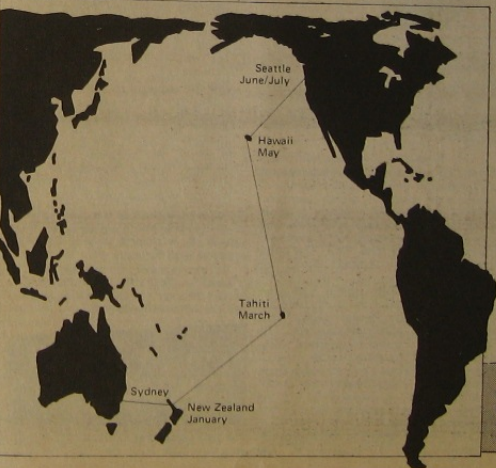 Seattle
June/July
Hawaii
May
Tahiti
March
Sydney
New Zealand
January